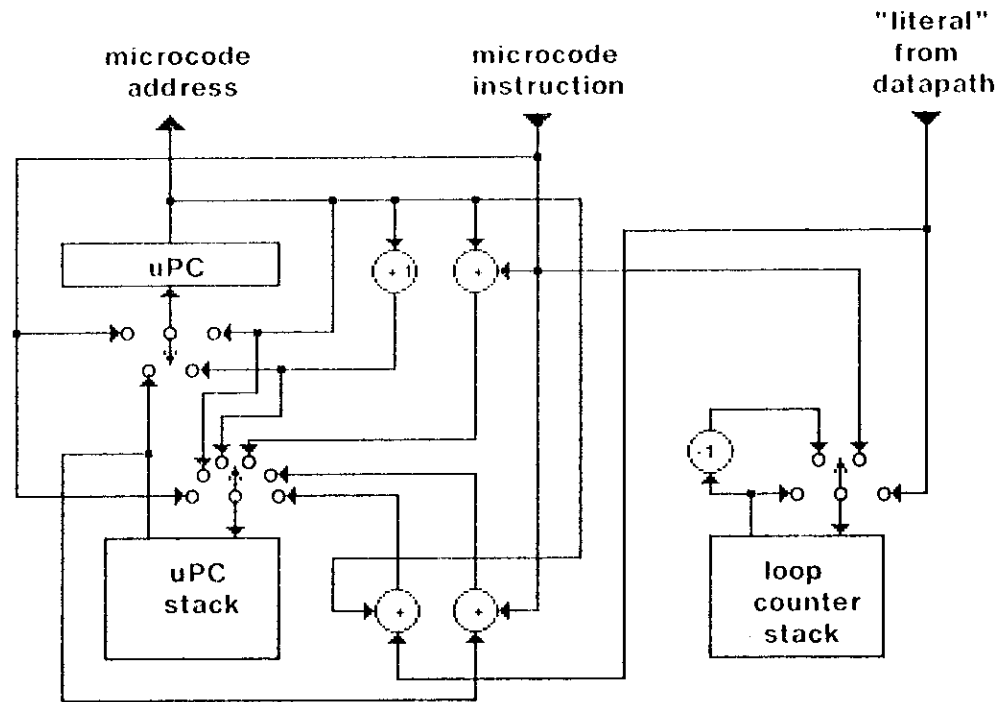 microcode
address
microcode
instruction
"literal"
from
datapath
uPC
+ 1
+
-1
uPC
stack
+
+
loop
counter
stack